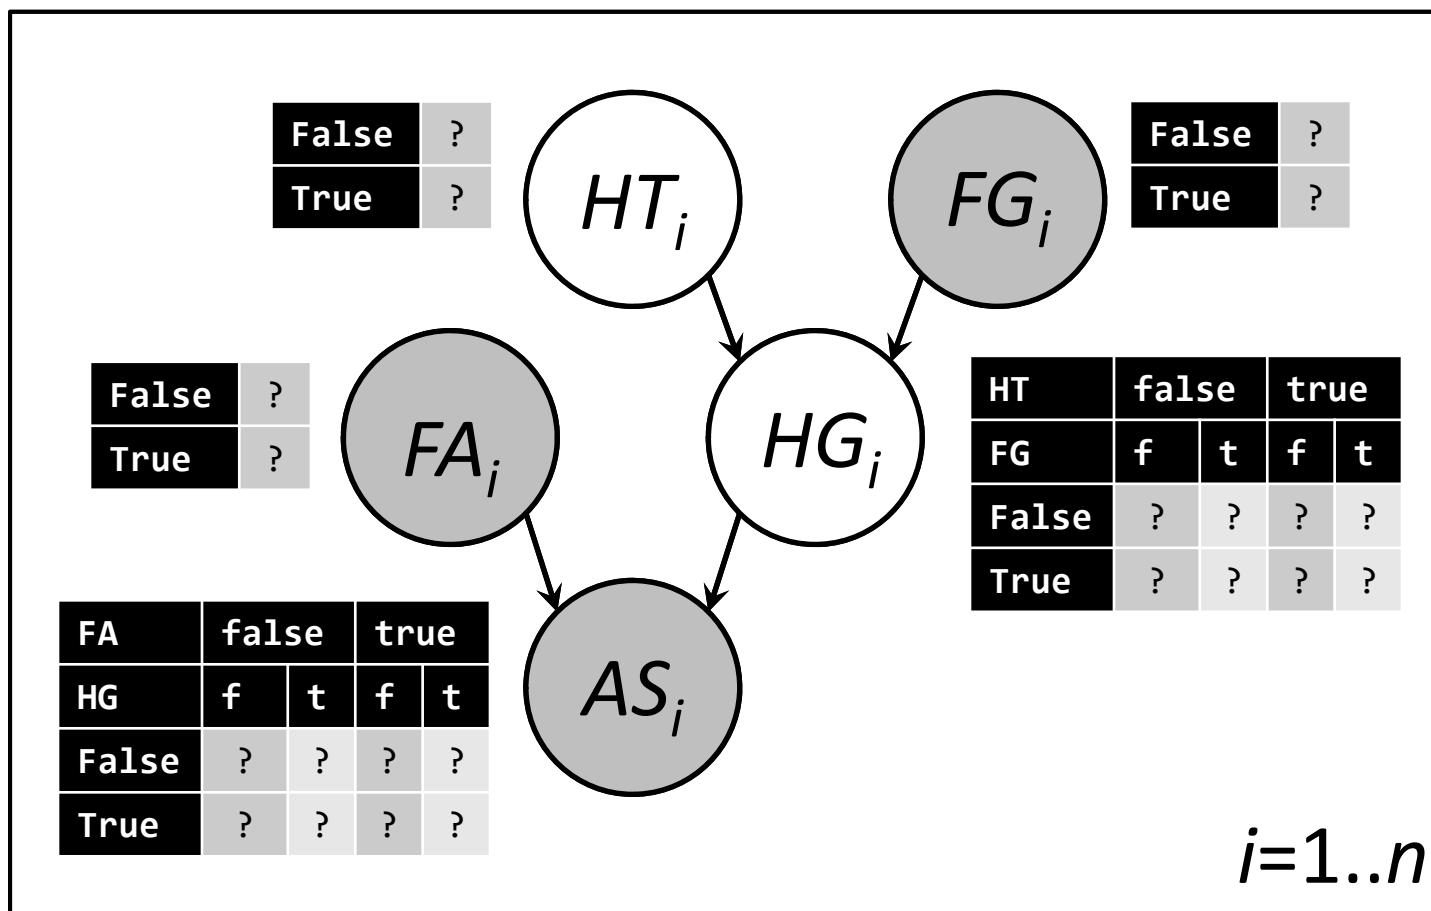 False ?
True ?
HT_i
FG_i
False ?
True ?
False ?
True ?
FA_i
HG_i
HT false true
FG f t f t
False ? ? ? ?
True ? ? ? ?
FA false true
HG f t f t
False ? ? ? ?
True ? ? ? ?
AS_i
i=1..n